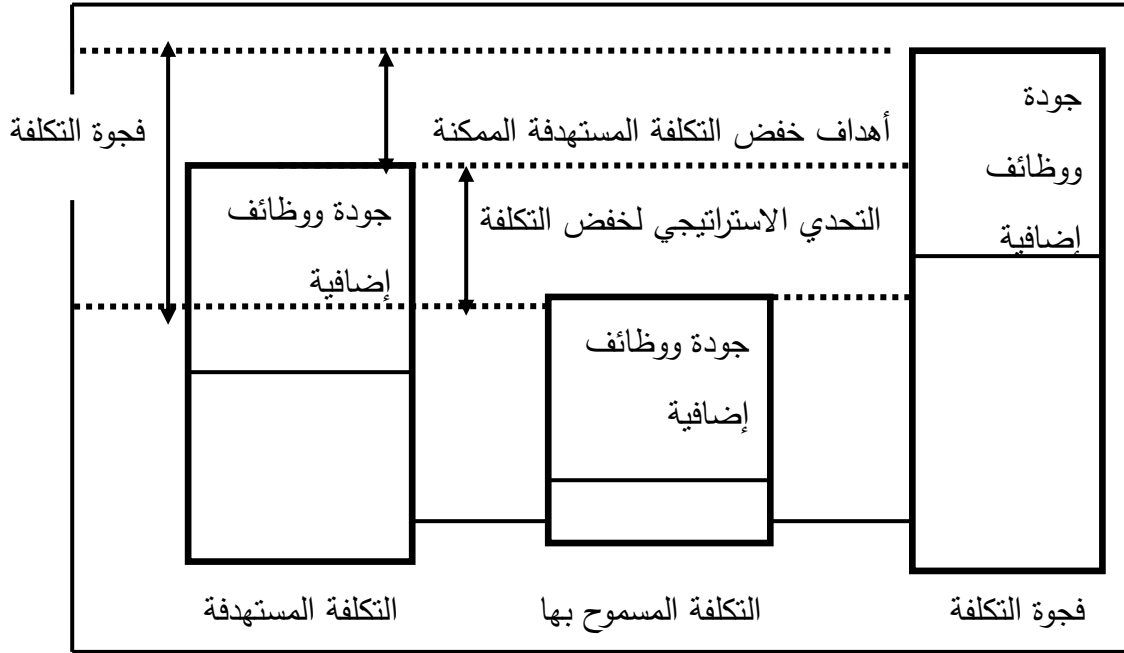 جودة
ووظائف
إضافية
أهداف خفض التكلفة المستهدفة الممكنة
فجوة التكلفة
التحدي الاستراتيجي لخفض التكلفة
جودة ووظائف
إضافية
جودة ووظائف
إضافية
فجوة التكلفة
التكلفة المسموح بها
التكلفة المستهدفة